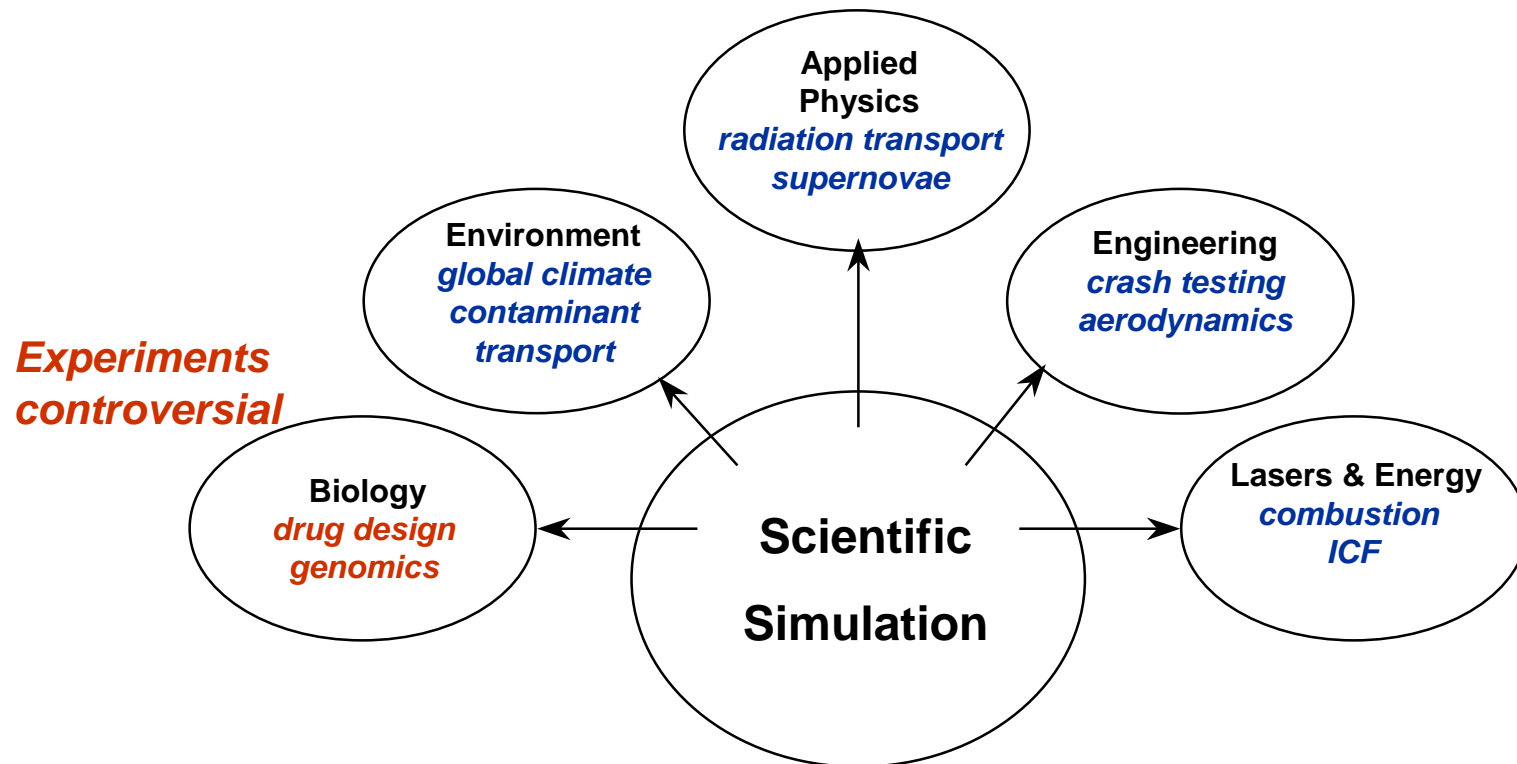 Applied
Physics
radiation transport
supernovae
Environment
global climate
contaminant
transport
Engineering
crash testing
aerodynamics
Experiments
controversial
Biology
drug design
genomics
Lasers & Energy
combustion
ICF
Scientific
Simulation